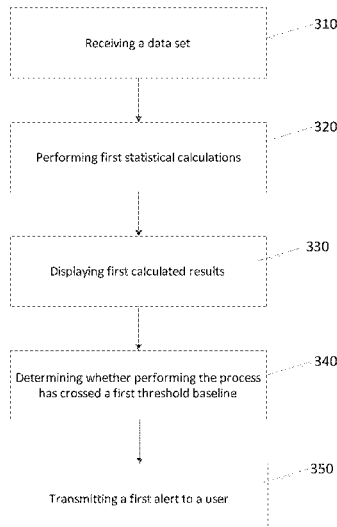 310
Receiving a data set
320
Performing first statistical calculations
330
Displaying first calculated results
340
Determining whether performing the process
has crossed a first threshold baseline
350
Transmitting a first alert to a user